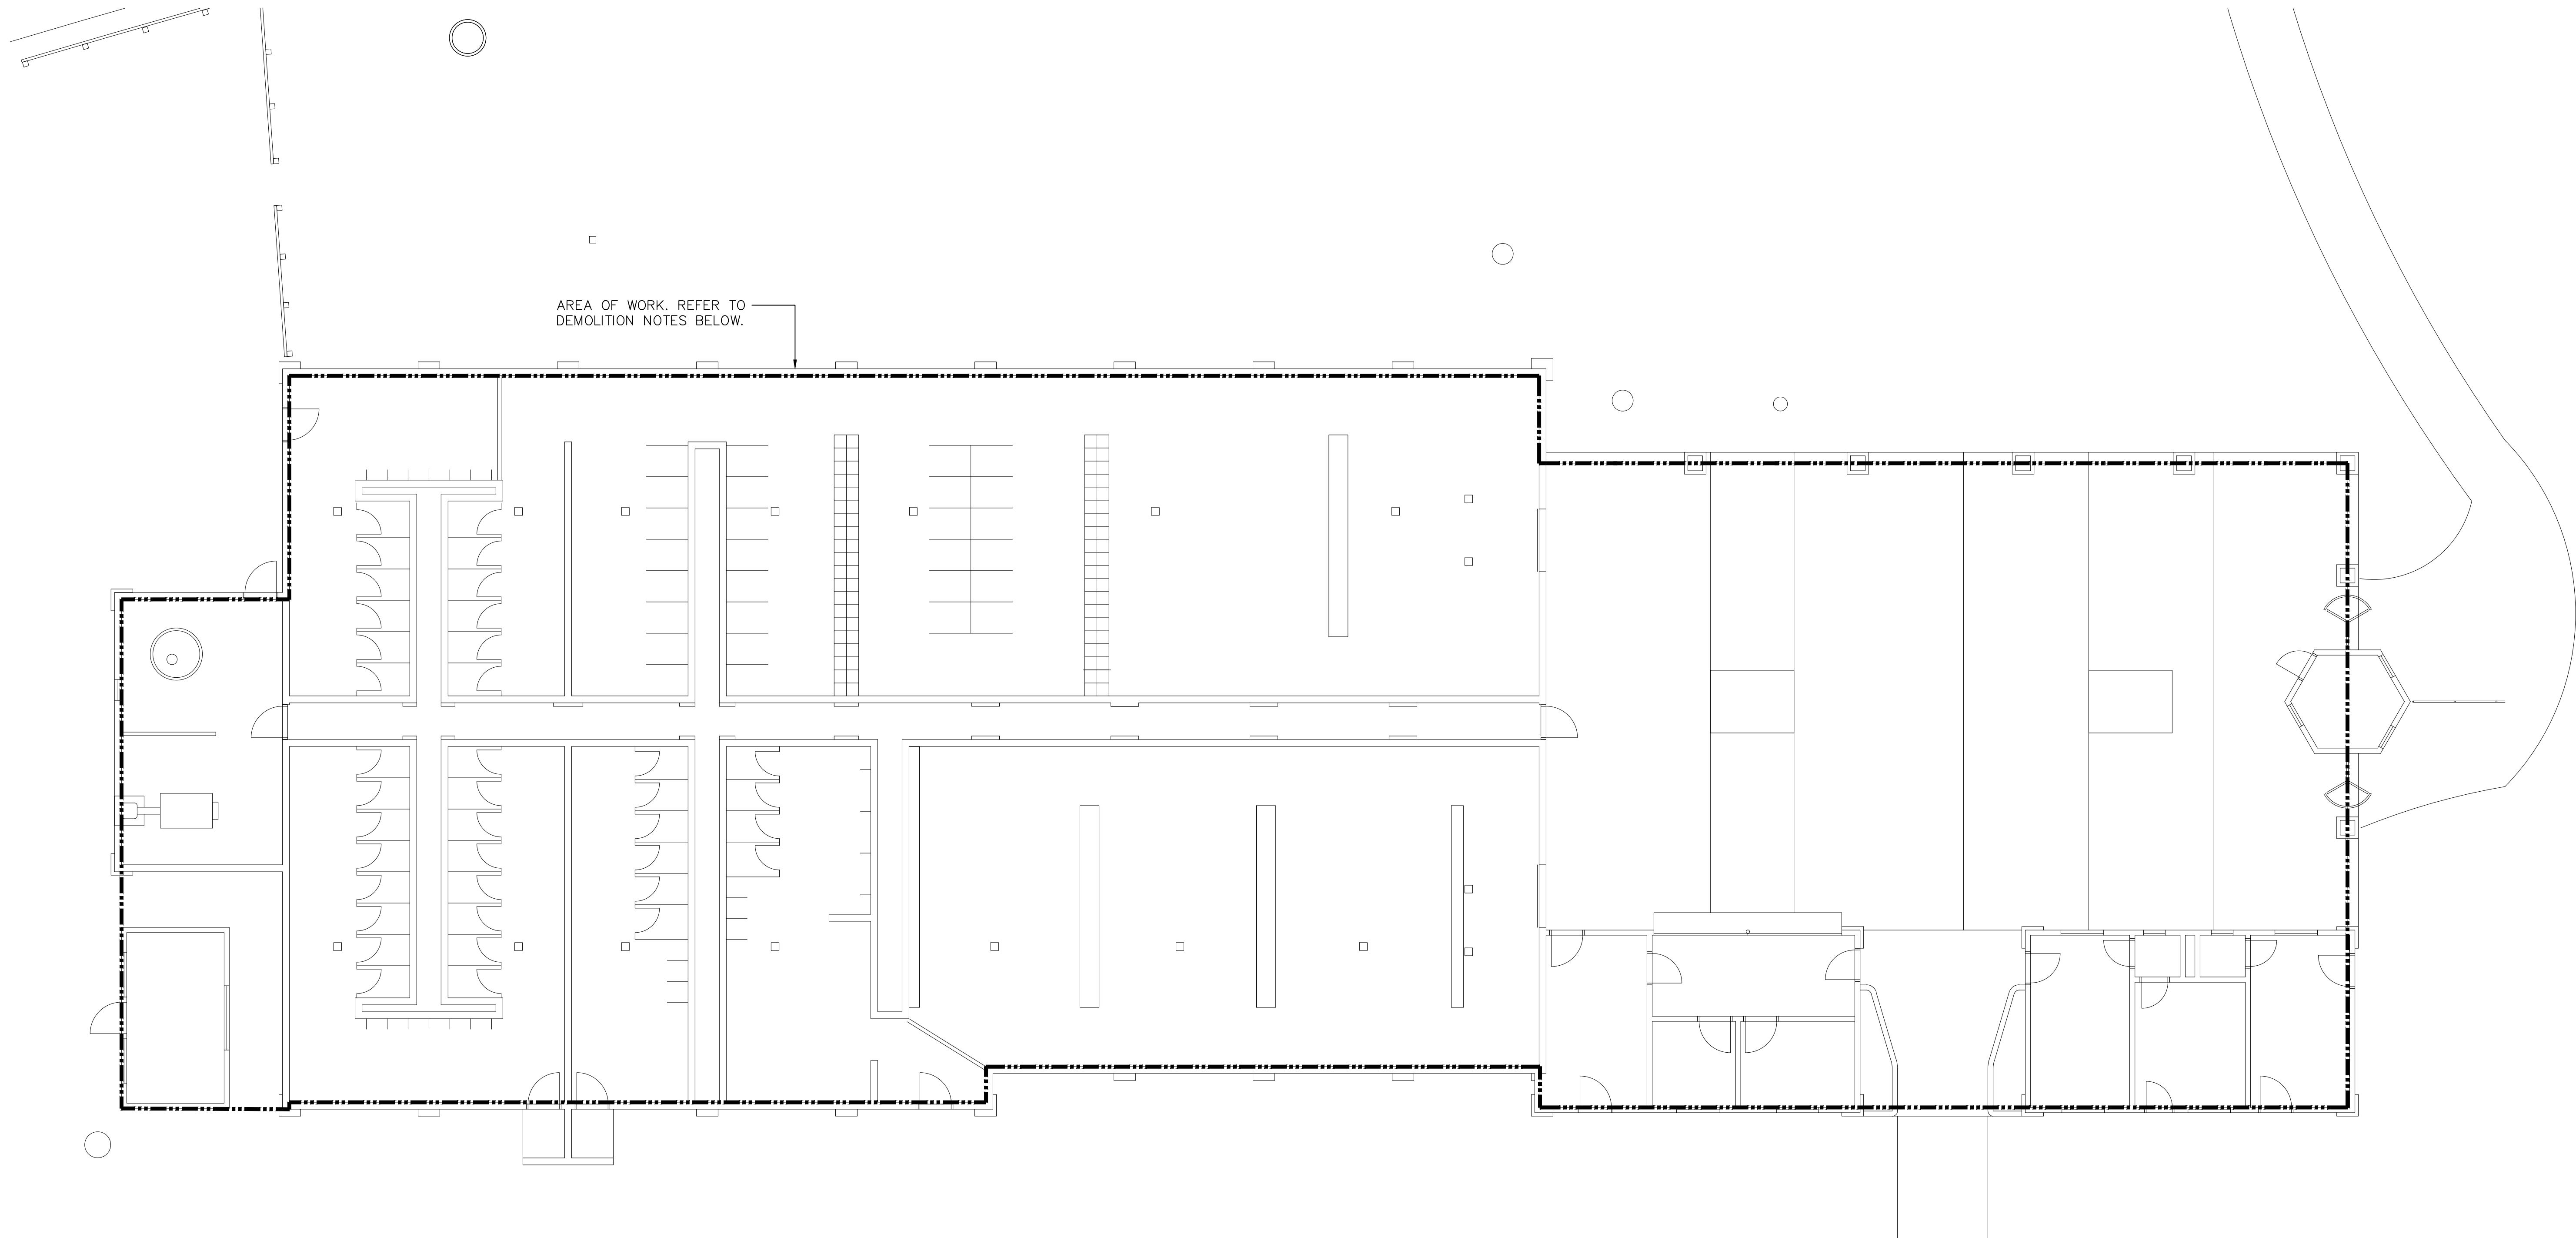 AREA OF WORK. REFER TO
DEMOLITION NOTES BELOW.